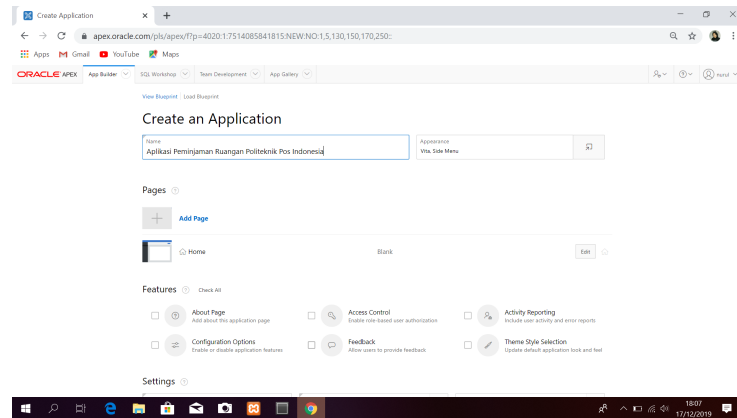 Create Application
apex.oracle.com/pls/apex/f?p=4020:1:7514085841815:NEW:NO:1,5,130,150,170,250::
Apps Gmail YouTube Maps
ORACLE APEX App Builder SQL Workshop Team Development App Gallery nurul
View Blueprint Load Blueprint
Create an Application
Name
Aplikasi Peminjaman Ruangan Politeknik Pos Indonesia
Appearance
Vita, Side Menu
Pages
Add Page
Home Blank Edit
Features Check All
About Page
Add about this application page
Access Control
Enable role-based user authorization
Activity Reporting
Include user activity and error reports
Configuration Options
Enable or disable application features
Feedback
Allow users to provide feedback
Theme Style Selection
Update default application look and feel
Settings
18:07
17/12/2019